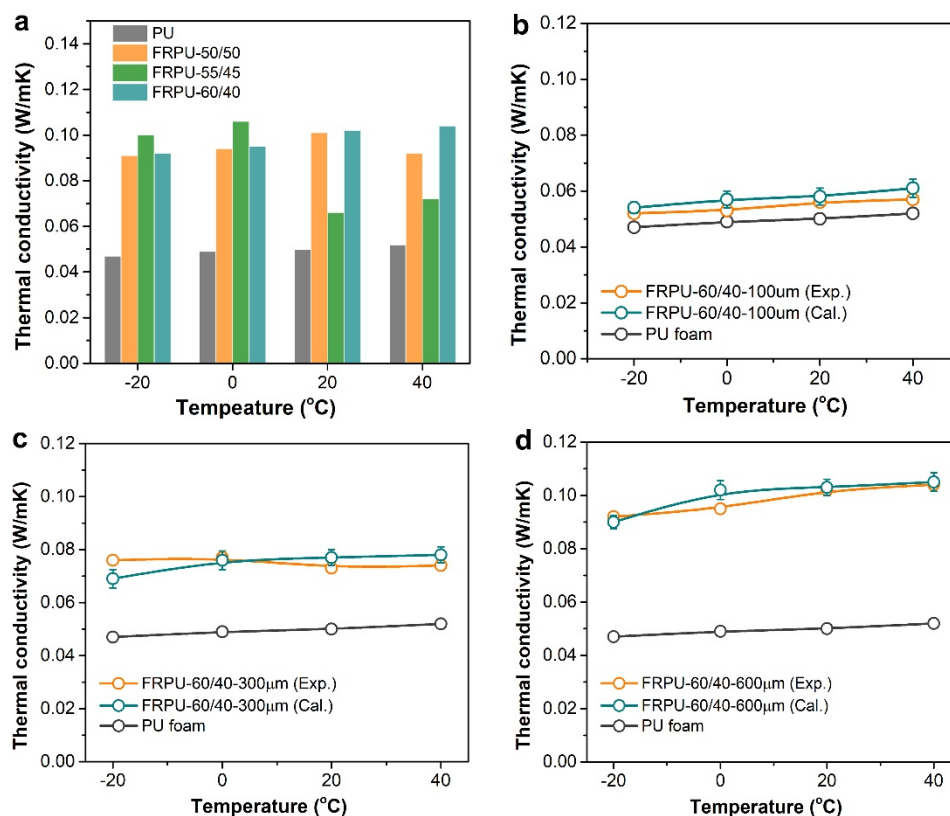 a
Thermal conductivity (W/mK)
0.14
0.12
0.10
0.08
0.06
0.04
0.02
0.00
PU
FRPU-50/50
FRPU-55/45
FRPU-60/40
-20
0
20
40
Tempeature (°C)
b
Thermal conductivity (W/mK)
0.12
0.10
0.08
0.06
0.04
0.02
0.00
FRPU-60/40-100um (Exp.)
FRPU-60/40-100um (Cal.)
PU foam
-20
0
20
40
Temperature (°C)
c
Thermal conductivity (W/mK)
0.12
0.10
0.08
0.06
0.04
0.02
0.00
FRPU-60/40-300μm (Exp.)
FRPU-60/40-300μm (Cal.)
PU foam
-20
0
20
40
Temperature (°C)
d
Thermal conductivity (W/mK)
0.12
0.10
0.08
0.06
0.04
0.02
0.00
FRPU-60/40-600μm (Exp.)
FRPU-60/40-600μm (Cal.)
PU foam
-20
0
20
40
Temperature (°C)